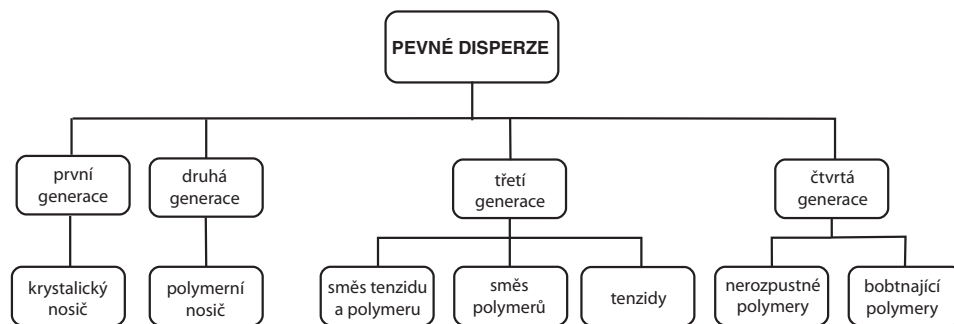 PEVNÉ DISPERZE
první
generace
druhá
generace
třetí
generace
čtvrtá
generace
krystalický
nosič
polymerní
nosič
směs tenzidu
a polymeru
směs
polymerů
tenzidy
nerozpustné
polymery
bobtnající
polymery